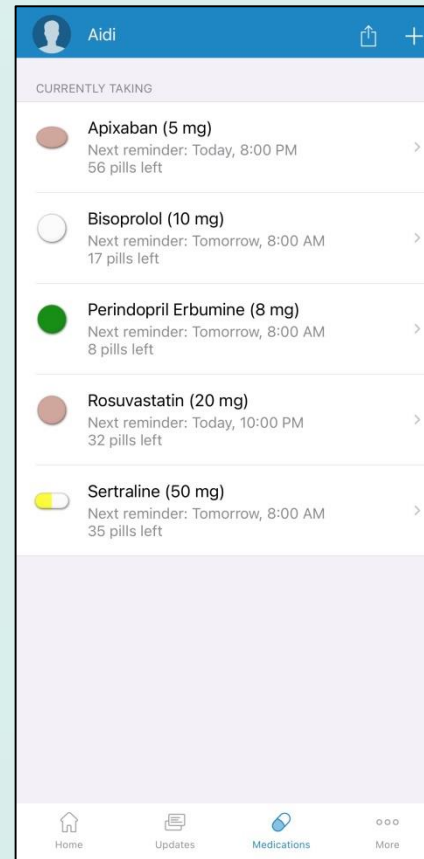 Aidi
CURRENTLY TAKING
Apixaban (5 mg)
Next reminder: Today, 8:00 PM
56 pills left
Bisoprolol (10 mg)
Next reminder: Tomorrow, 8:00 AM
17 pills left
Perindopril Erbumine (8 mg)
Next reminder: Tomorrow, 8:00 AM
8 pills left
Rosuvastatin (20 mg)
Next reminder: Today, 10:00 PM
32 pills left
Sertraline (50 mg)
Next reminder: Tomorrow, 8:00 AM
35 pills left
Home Updates Medications More